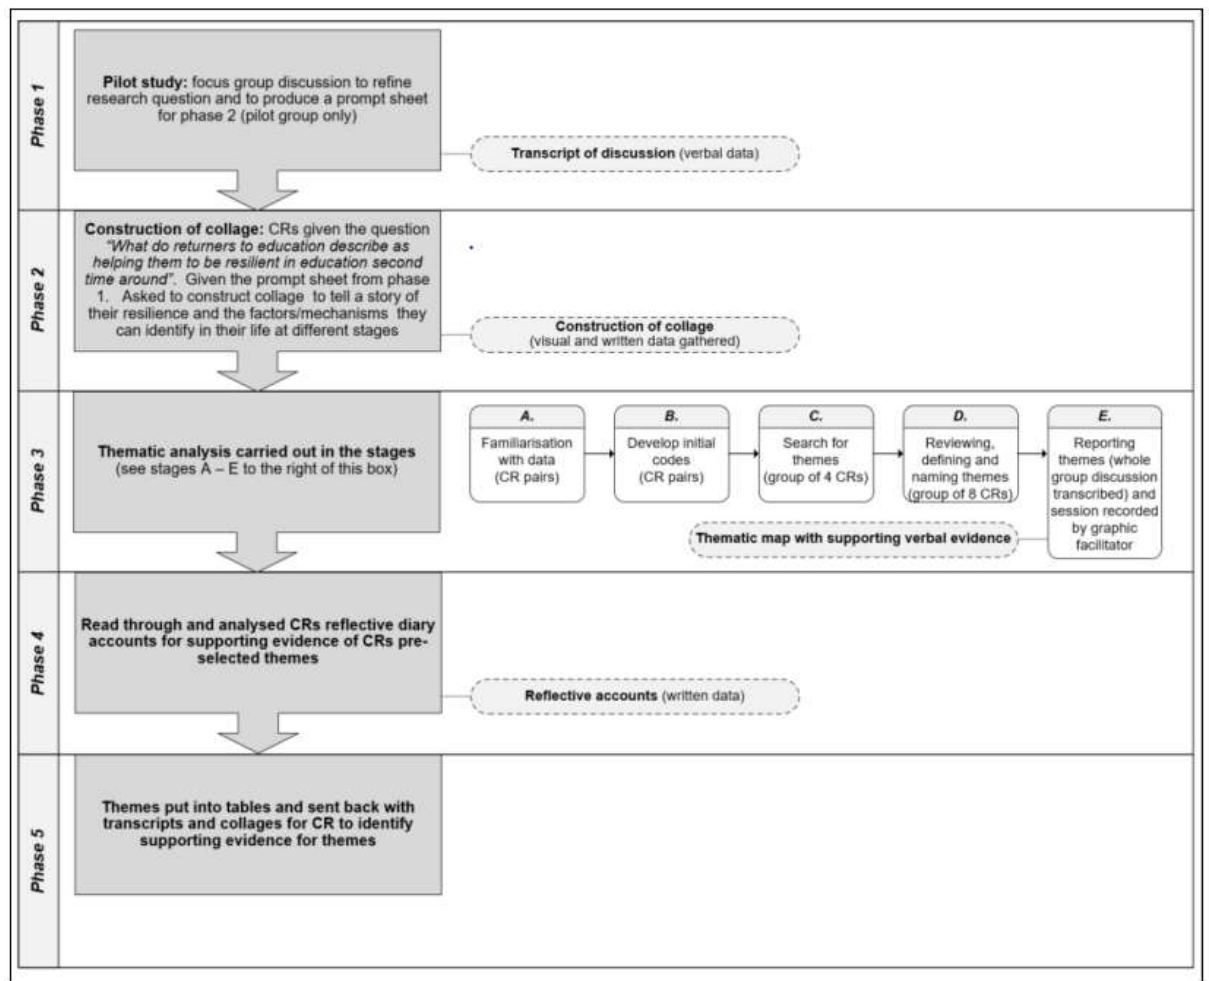 Phase 1
Pilot study: focus group discussion to refine
research question and to produce a prompt sheet
for phase 2 (pilot group only)
Transcript of discussion (verbal data)
Phase 2
Construction of collage: CRs given the question
"What do returners to education describe as
helping them to be resilient in education second
time around". Given the prompt sheet from phase
1. Asked to construct collage to tell a story of
their resilience and the factors/mechanisms they
can identify in their life at different stages
Construction of collage
(visual and written data gathered)
Phase 3
Thematic analysis carried out in the stages
(see stages A – E to the right of this box)
A.
Familiarisation
with data
(CR pairs)
B.
Develop initial
codes
(CR pairs)
C.
Search for
themes
(group of 4 CRs)
D.
Reviewing,
defining and
naming themes
(group of 8 CRs)
E.
Reporting
themes (whole
group discussion
transcribed) and
session recorded
by graphic
facilitator
Thematic map with supporting verbal evidence
Phase 4
Read through and analysed CRs reflective diary
accounts for supporting evidence of CRs pre-
selected themes
Reflective accounts (written data)
Phase 5
Themes put into tables and sent back with
transcripts and collages for CR to identify
supporting evidence for themes